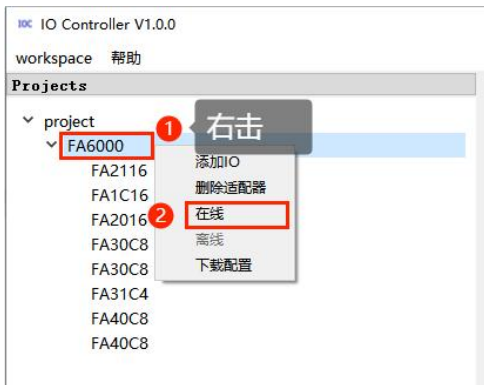 IOC IO Controller V1.0.0
workspace 帮助
Projects
project
1 右击
FA6000
添加IO
FA2116
删除适配器
FA1C16
2 在线
FA2016
离线
FA30C8
下载配置
FA30C8
FA31C4
FA40C8
FA40C8